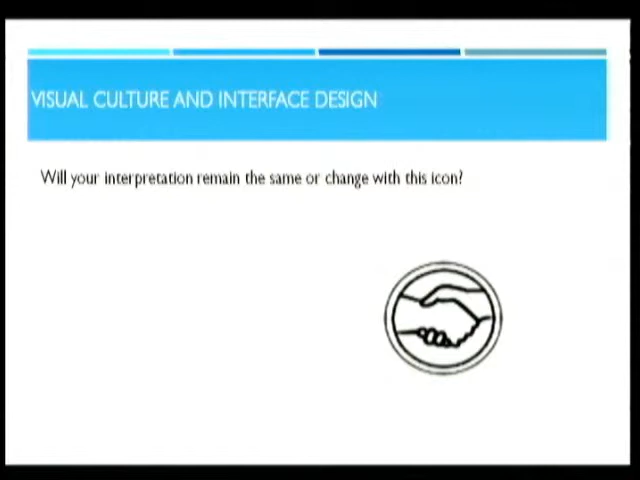 VISUAL CULTURE AND INTERFACE DESIGN
Will your interpretation remain the same or change with this icon?